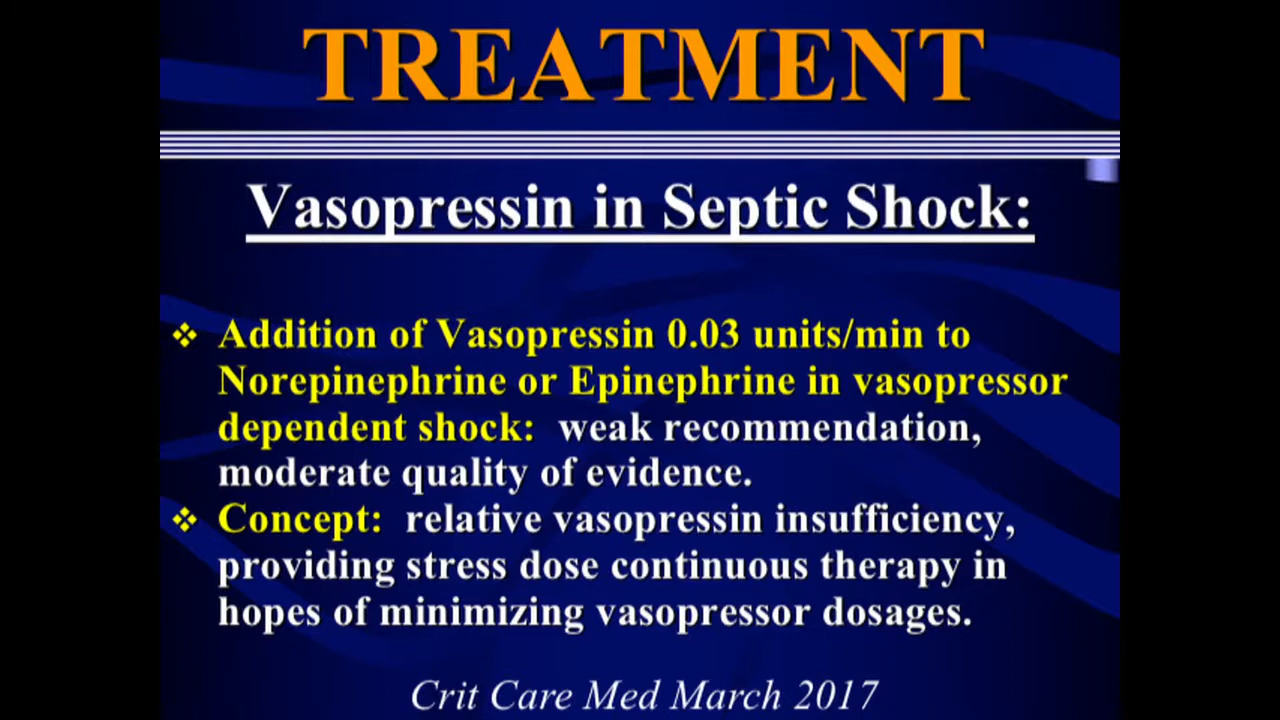 TREATMENT
Vasopressin in Septic Shock:
❖ Addition of Vasopressin 0.03 units/min to
Norepinephrine or Epinephrine in vasopressor
dependent shock: weak recommendation,
moderate quality of evidence.
❖ Concept: relative vasopressin insufficiency,
providing stress dose continuous therapy in
hopes of minimizing vasopressor dosages.
Crit Care Med March 2017